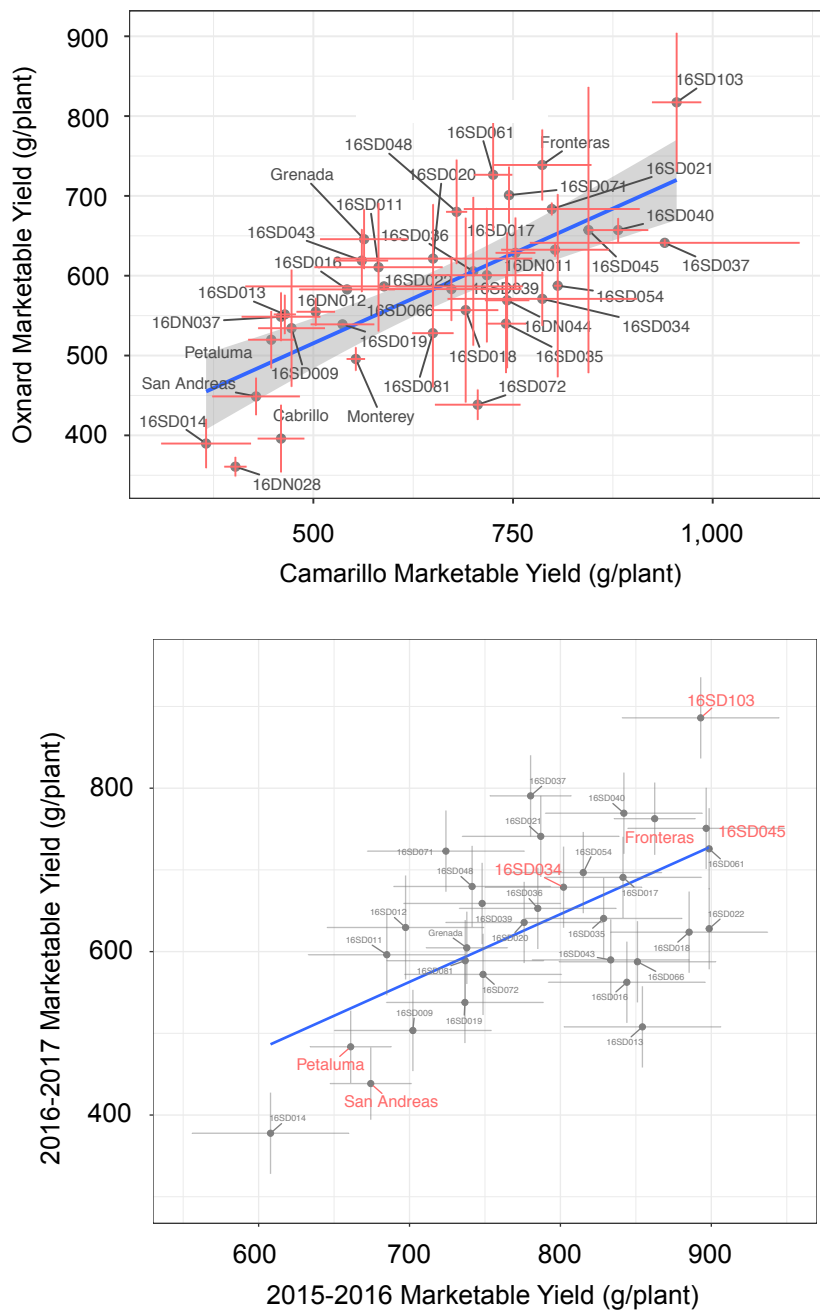 900
800
700
600
500
400
Oxnard Marketable Yield (g/plant)
16SD103
16SD061
Fronteras
16SD048
16SD020
16SD071
16SD021
Grenada
16SD011
16SD043
16SD036
16SD017
16SD040
16SD016
16SD022
16DN011
16SD045
16SD037
16SD013
16DN012
16SD039
16SD054
16DN037
16SD066
16DN044
16SD034
Petaluma
16SD009
16SD019
16SD018
16SD035
San Andreas
16SD081
16SD072
16SD014
Cabrillo
Monterey
16DN028
500
750
1,000
Camarillo Marketable Yield (g/plant)
2016-2017 Marketable Yield (g/plant)
800
600
400
16SD103
16SD037
16SD040
16SD021
Fronteras
16SD045
16SD071
16SD054
16SD061
16SD048
16SD034
16SD017
16SD012
16SD036
16SD039
16SD022
16SD011
Grenada
16SD020
16SD035
16SD018
16SD043
16SD081
16SD072
16SD066
16SD016
16SD009
16SD019
16SD013
Petaluma
San Andreas
16SD014
600
700
800
900
2015-2016 Marketable Yield (g/plant)